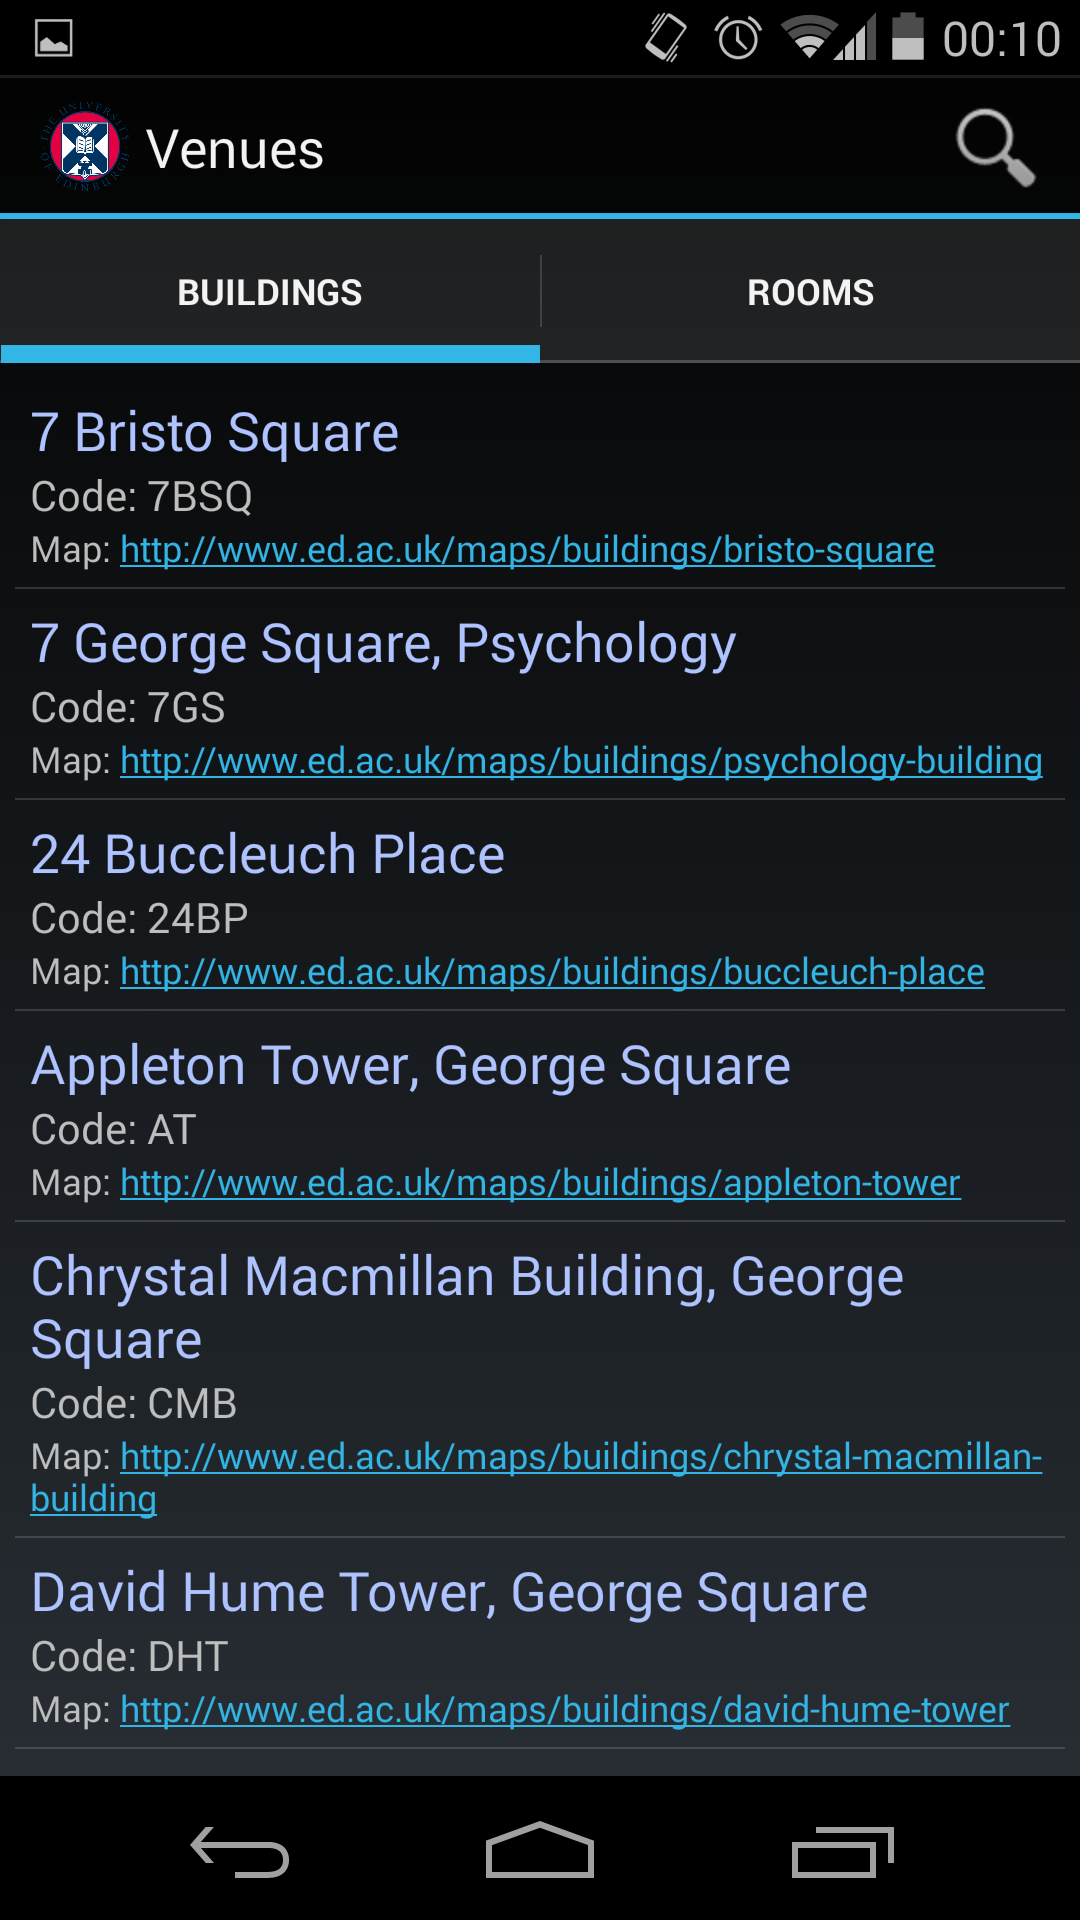 00:10
THE UNIVERSITY OF EDINBURGH
Venues
BUILDINGS
ROOMS
7 Bristo Square
Code: 7BSQ
Map: http://www.ed.ac.uk/maps/buildings/bristo-square
7 George Square, Psychology
Code: 7GS
Map: http://www.ed.ac.uk/maps/buildings/psychology-building
24 Buccleuch Place
Code: 24BP
Map: http://www.ed.ac.uk/maps/buildings/buccleuch-place
Appleton Tower, George Square
Code: AT
Map: http://www.ed.ac.uk/maps/buildings/appleton-tower
Chrystal Macmillan Building, George
Square
Code: CMB
Map: http://www.ed.ac.uk/maps/buildings/chrystal-macmillan-
building
David Hume Tower, George Square
Code: DHT
Map: http://www.ed.ac.uk/maps/buildings/david-hume-tower